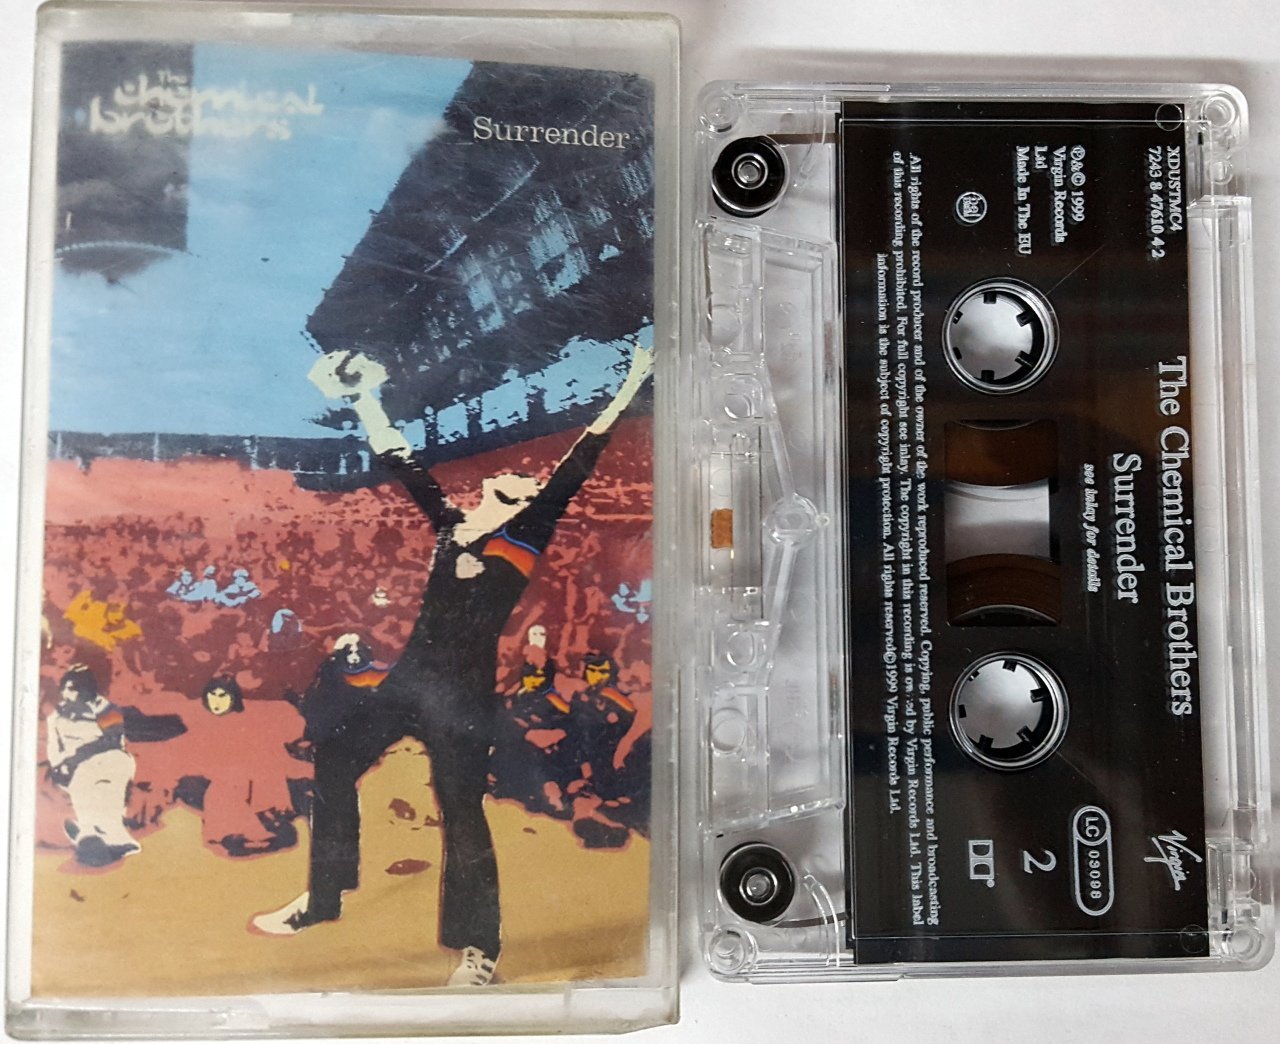 The
chemical
brothers
Surrender
XDUSTMC4
7243 8 47610 4 2
The Chemical Brothers
Surrender
see inlay for details
Virgin
℗&© 1999
Virgin Records
Ltd
Made In The EU
LC 03098
2
All rights of the record producer and of the owner of the work reproduced reserved. Copying, public performance and broadcasting
of this recording prohibited. For full copyright see inlay. The copyright in this recording is owned by Virgin Records Ltd. This label
information is the subject of copyright protection. All rights reserved© 1999 Virgin Records Ltd.